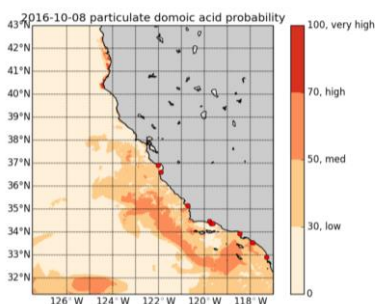 2016-10-08 particulate domoic acid probability
43°N
42°N
41°N
40°N
39°N
38°N
37°N
36°N
35°N
34°N
33°N
32°N
126°W
124°W
122°W
120°W
118°W
100, very high
70, high
50, med
30, low
0